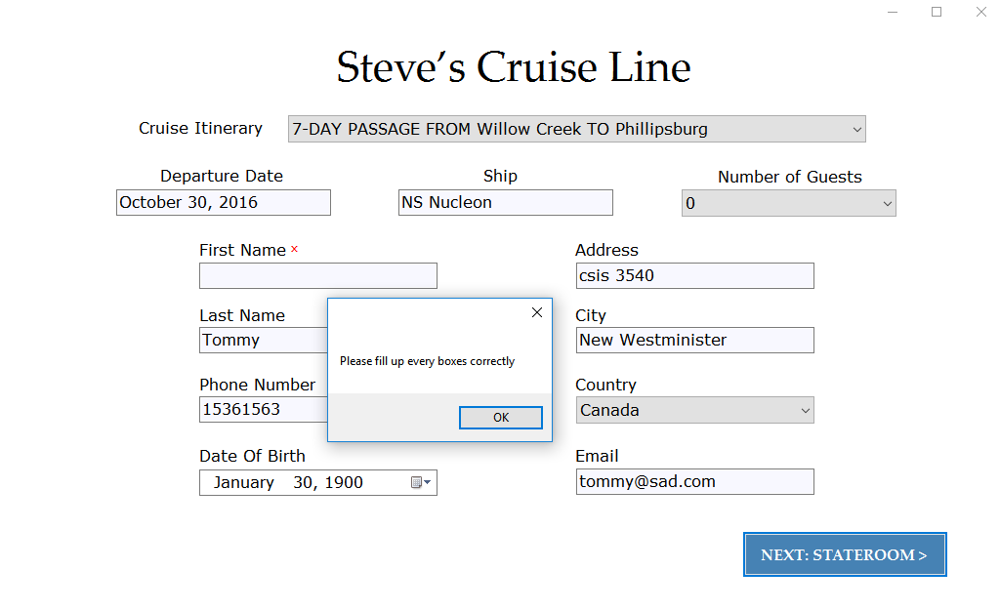 Steve's Cruise Line
Cruise Itinerary 7-DAY PASSAGE FROM Willow Creek TO Phillipsburg
Departure Date Ship Number of Guests
October 30, 2016 NS Nucleon 0
First Name x Address
csis 3540
Last Name City
Tommy New Westminister
Please fill up every boxes correctly
Phone Number Country
15361563 OK Canada
Date Of Birth Email
January 30, 1900 tommy@sad.com
NEXT: STATEROOM >